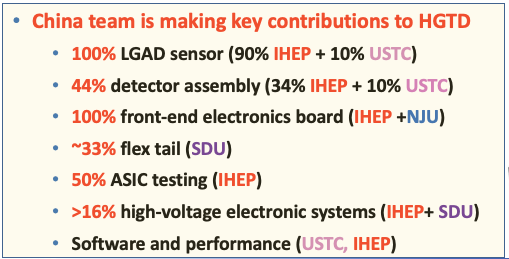 • China team is making key contributions to HGTD
• 100% LGAD sensor (90% IHEP + 10% USTC)
• 44% detector assembly (34% IHEP + 10% USTC)
• 100% front-end electronics board (IHEP +NJU)
• ~33% flex tail (SDU)
• 50% ASIC testing (IHEP)
• >16% high-voltage electronic systems (IHEP+ SDU)
• Software and performance (USTC, IHEP)